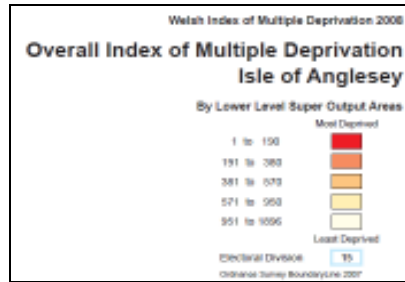 Welsh Index of Multiple Deprivation 2008
Overall Index of Multiple Deprivation
Isle of Anglesey
By Lower Level Super Output Areas
Most Deprived
1 to 190
191 to 380
381 to 570
571 to 950
951 to 1896
Least Deprived
Electoral Division 15
Ordnance Survey BoundaryLine 2007